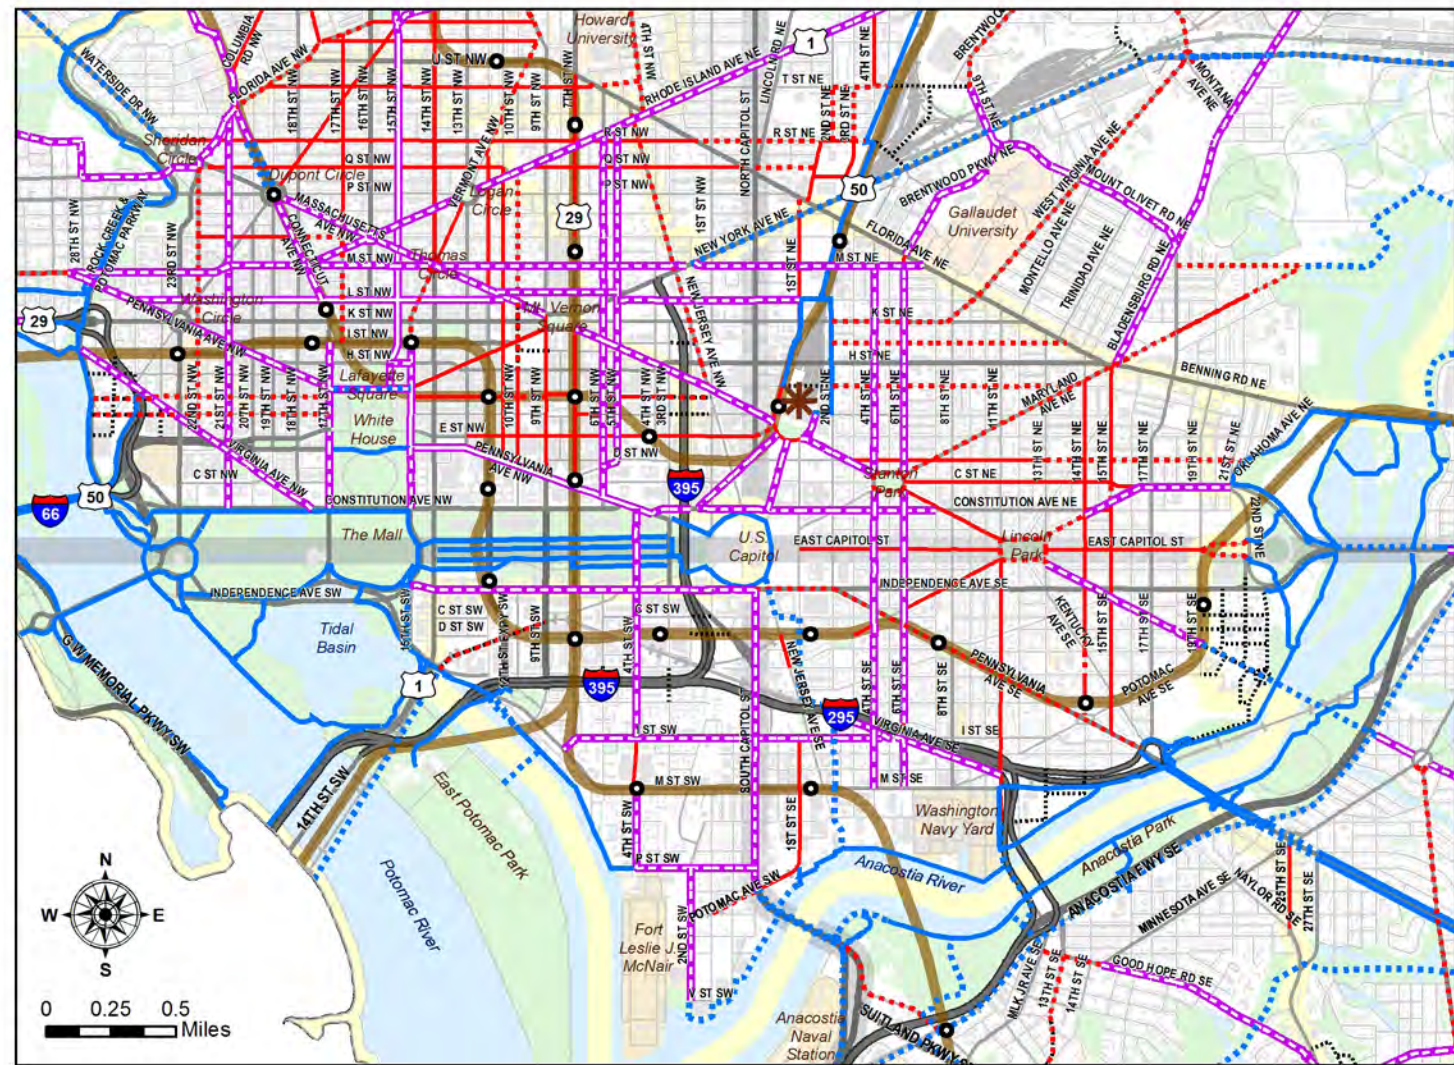 Howard
University
COLUMBIA
RD NW
WATERSIDE DR NW
FLORIDA AVE NW
U ST NW
18TH ST NW
17TH ST NW
16TH ST NW
15TH ST NW
14TH ST NW
13TH ST NW
10TH ST NW
9TH ST NW
7TH ST NW
4TH ST NW
RHODE ISLAND AVE NE
1
LINCOLN RD NE
T ST NE
4TH ST NE
BRENTWOOD
9TH ST NE
MONTANA
AVE NE
Sheridan
Circle
R ST NW
R ST NE
2ND ST NE
3RD ST NE
Q ST NW
Q ST NW
Dupont Circle
P ST NW
P ST NW
VERMONT AVE NW
Logan
Circle
MASSACHUSETTS
AVE NW
CONNECTICUT
AVE NW
29
1ST ST NW
NORTH CAPITOL ST
50
BRENTWOOD PKWY NE
WEST VIRGINIA AVE NE
MOUNT OLIVET RD NE
Gallaudet
University
FLORIDA AVE NE
NEW YORK AVE NE
MONTELLO AVE NE
TRINIDAD AVE NE
BLADENSBURG RD NE
28TH ST NW
ROCK CREEK &
POTOMAC PARKWAY
23RD ST NW
M ST NW
Thomas
Circle
M ST NE
1ST ST NE
L ST NW
Washington
Circle
PENNSYLVANIA AVE NW
K ST NW
Mt. Vernon
Square
NEW JERSEY AVE NW
K ST NE
29
I ST NW
H ST NW
H ST NE
Lafayette
Square
BENNING RD NE
22ND ST NW
21ST ST NW
20TH ST NW
19TH ST NW
18TH ST NW
17TH ST NW
10TH ST NW
9TH ST NW
6TH ST NW
5TH ST NW
4TH ST NW
3RD ST NW
2ND ST NE
4TH ST NE
6TH ST NE
8TH ST NE
11TH ST NE
MARYLAND
AVE NE
White
House
E ST NW
D ST NW
PENNSYLVANIA
AVE NW
VIRGINIA AVE NW
C ST NW
Stanton
Park
C ST NE
13TH ST NE
14TH ST NE
15TH ST NE
17TH ST NE
19TH ST NE
21ST ST NE
OKLAHOMA AVE NE
22ND ST NE
395
50
66
CONSTITUTION AVE NW
CONSTITUTION AVE NE
The Mall
U.S.
Capitol
EAST CAPITOL ST
Lincoln
Park
EAST CAPITOL ST
INDEPENDENCE AVE SW
INDEPENDENCE AVE SE
15TH ST SW
Tidal
Basin
C ST SW
D ST SW
12TH ST EXP SW
9TH ST SW
4TH ST SW
C ST SW
KENTUCKY
AVE SE
15TH ST SE
17TH ST SE
19TH ST SE
G W MEMORIAL PKWY SW
1
395
NEW JERSEY AVE SE
4TH ST SE
6TH ST SE
8TH ST SE
PENNSYLVANIA
AVE SE
POTOMAC
AVE SE
295
VIRGINIA AVE SE
I ST SW
I ST SE
14TH ST SW
M ST SW
M ST SE
SOUTH CAPITOL ST
1ST ST SE
Washington
Navy Yard
East Potomac Park
Potomac River
4TH ST SW
P ST SW
POTOMAC AVE SW
Anacostia River
Anacostia Park
ANACOSTIA FWY SE
MINNESOTA AVE SE
NAYLOR RD SE
25TH ST SE
27TH ST SE
N
W E
S
Fort
Leslie J.
McNair
2ND ST SW
V ST SW
GOOD HOPE RD SE
MLK JR AVE SE
13TH ST SE
14TH ST SE
0 0.25 0.5
Miles
Anacostia
Naval
Station
SUITLAND PKWY S